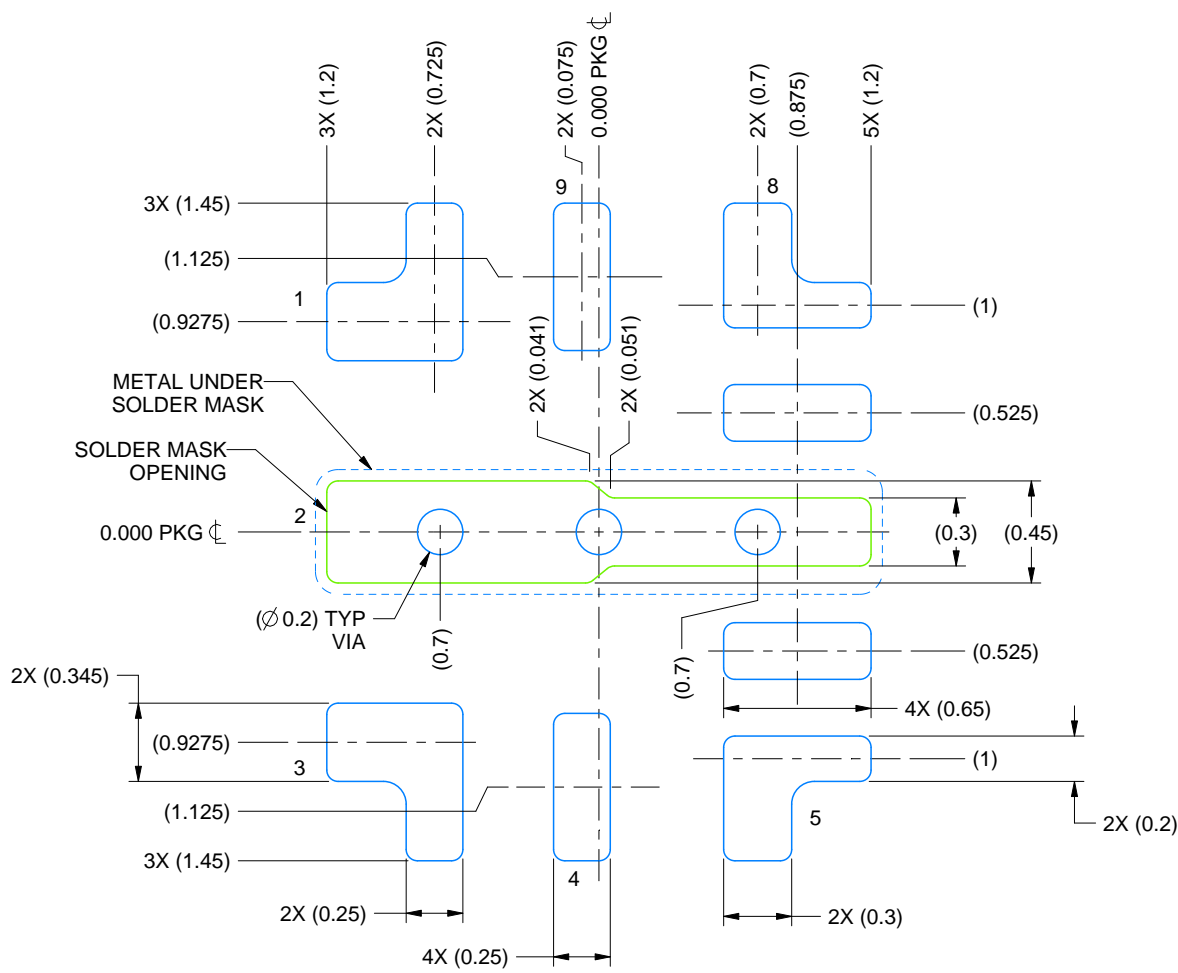 3X (1.2)
2X (0.725)
2X (0.075)
0.000 PKG ℄
2X (0.7)
(0.875)
5X (1.2)
3X (1.45)
9
8
(1.125)
1
(0.9275)
(1)
2X (0.041)
2X (0.051)
METAL UNDER
SOLDER MASK
(0.525)
SOLDER MASK
OPENING
2
0.000 PKG ℄
(0.3)
(0.45)
(∅ 0.2) TYP
VIA
(0.7)
(0.7)
(0.525)
2X (0.345)
4X (0.65)
(0.9275)
3
(1)
(1.125)
5
2X (0.2)
3X (1.45)
4
2X (0.25)
2X (0.3)
4X (0.25)